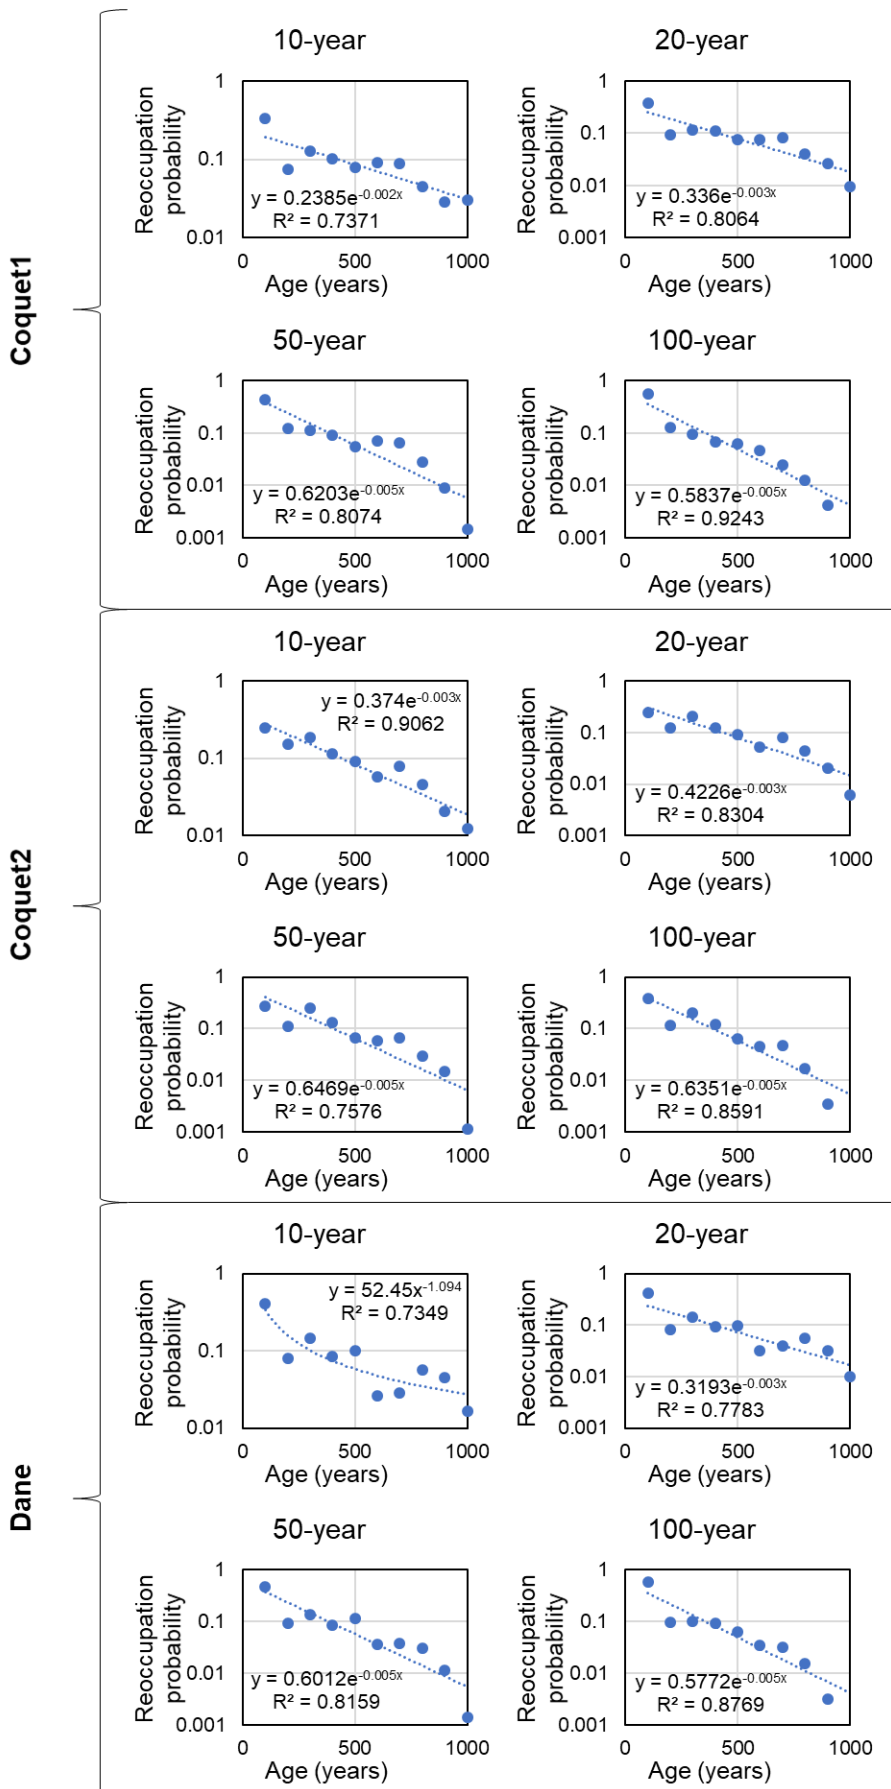 Coquet1
10-year
Reoccupation
probability
1
0.1
0.01
y = 0.2385e^-0.002x
R² = 0.7371
0 500 1000
Age (years)
20-year
Reoccupation
probability
1
0.1
0.01
0.001
y = 0.336e^-0.003x
R² = 0.8064
0 500 1000
Age (years)
50-year
Reoccupation
probability
1
0.1
0.01
0.001
y = 0.6203e^-0.005x
R² = 0.8074
0 500 1000
Age (years)
100-year
Reoccupation
probability
1
0.1
0.01
0.001
y = 0.5837e^-0.005x
R² = 0.9243
0 500 1000
Age (years)
Coquet2
10-year
Reoccupation
probability
1
0.1
0.01
y = 0.374e^-0.003x
R² = 0.9062
0 500 1000
Age (years)
20-year
Reoccupation
probability
1
0.1
0.01
0.001
y = 0.4226e^-0.003x
R² = 0.8304
0 500 1000
Age (years)
50-year
Reoccupation
probability
1
0.1
0.01
0.001
y = 0.6469e^-0.005x
R² = 0.7576
0 500 1000
Age (years)
100-year
Reoccupation
probability
1
0.1
0.01
0.001
y = 0.6351e^-0.005x
R² = 0.8591
0 500 1000
Age (years)
Dane
10-year
Reoccupation
probability
1
0.1
0.01
y = 52.45x^-1.094
R² = 0.7349
0 500 1000
Age (years)
20-year
Reoccupation
probability
1
0.1
0.01
0.001
y = 0.3193e^-0.003x
R² = 0.7783
0 500 1000
Age (years)
50-year
Reoccupation
probability
1
0.1
0.01
0.001
y = 0.6012e^-0.005x
R² = 0.8159
0 500 1000
Age (years)
100-year
Reoccupation
probability
1
0.1
0.01
0.001
y = 0.5772e^-0.005x
R² = 0.8769
0 500 1000
Age (years)